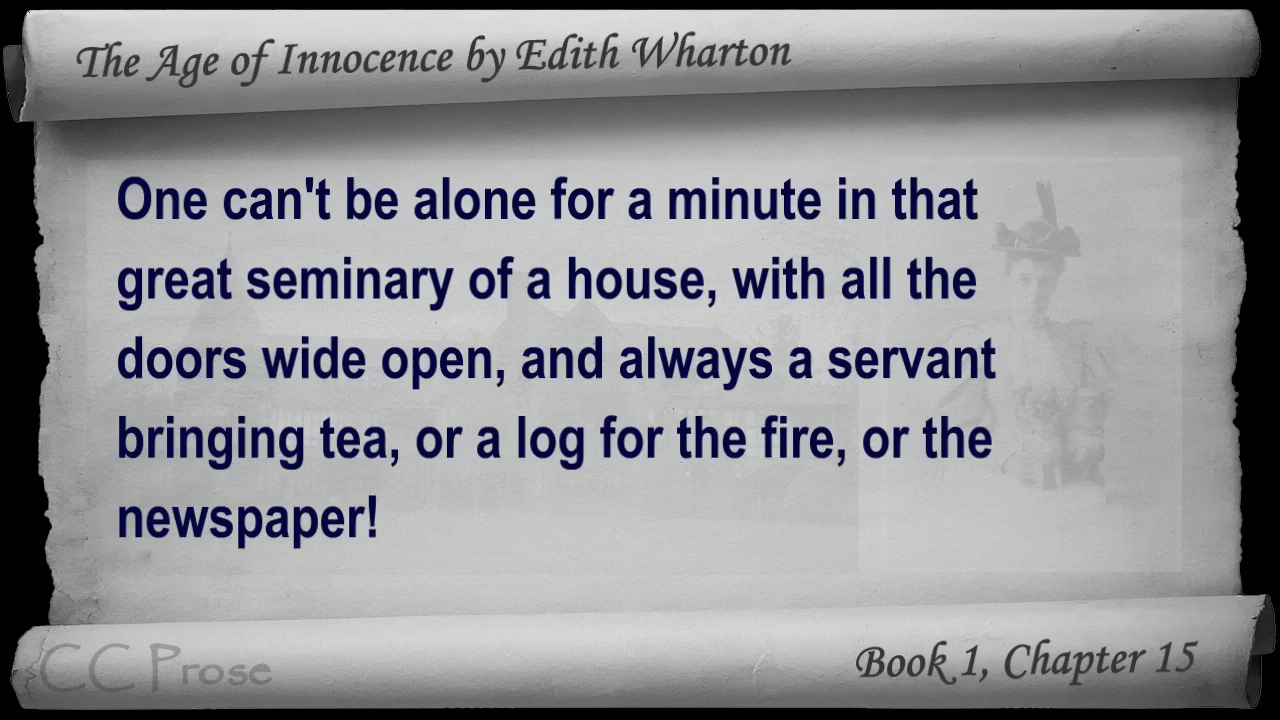 The Age of Innocence by Edith Wharton
One can't be alone for a minute in that
great seminary of a house, with all the
doors wide open, and always a servant
bringing tea, or a log for the fire, or the
newspaper!
CC Prose
Book 1, Chapter 15